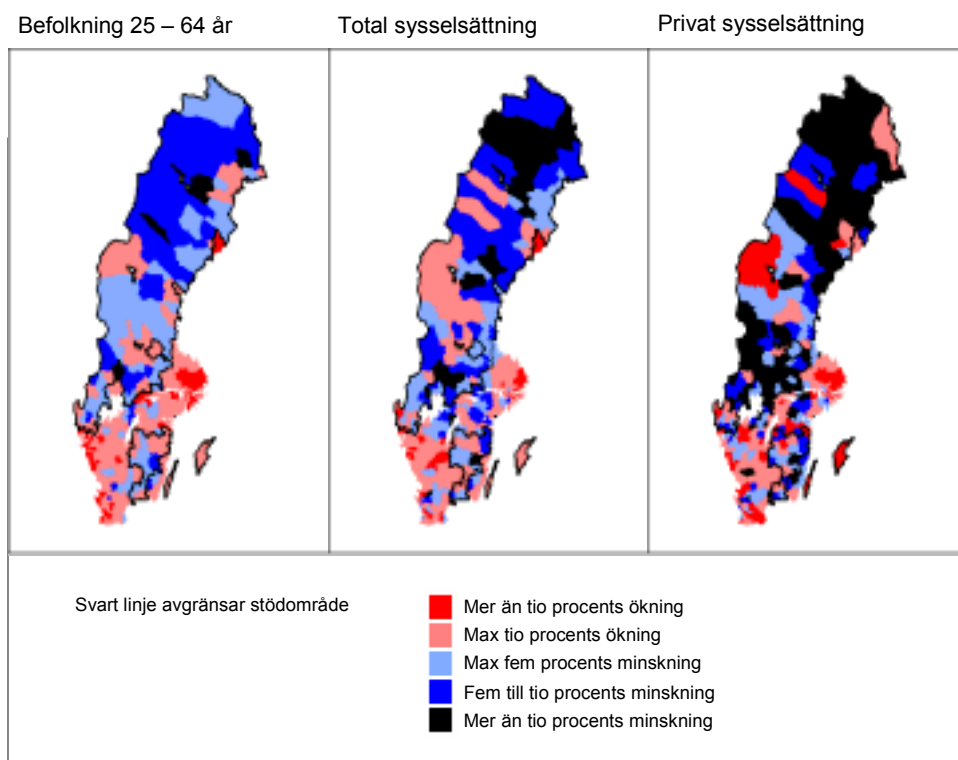 Befolkning 25 – 64 år
Total sysselsättning
Privat sysselsättning
Svart linje avgränsar stödområde
Mer än tio procents ökning
Max tio procents ökning
Max fem procents minskning
Fem till tio procents minskning
Mer än tio procents minskning